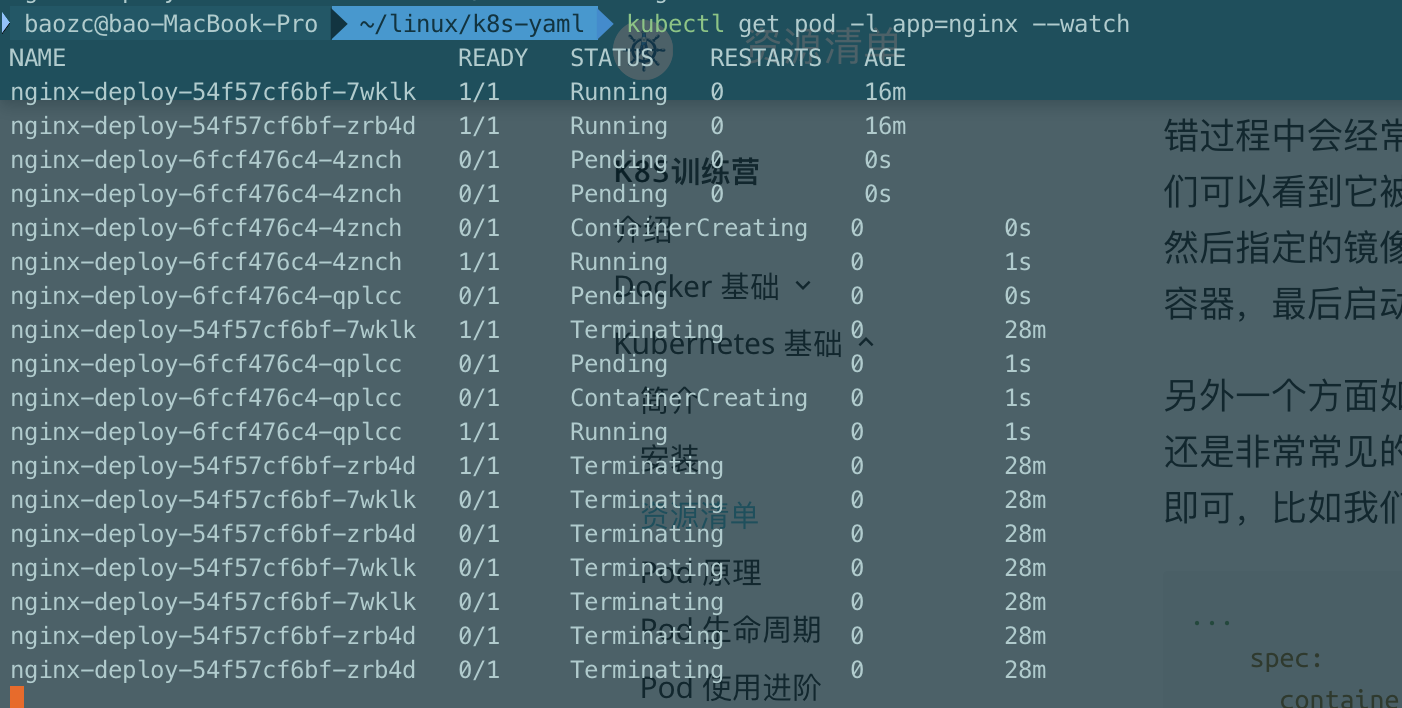 baozc@bao-MacBook-Pro ~/linux/k8s-yaml kubectl get pod -l app=nginx --watch
资源清单
NAME READY STATUS RESTARTS AGE
nginx-deploy-54f57cf6bf-7wklk 1/1 Running 0 16m
nginx-deploy-54f57cf6bf-zrb4d 1/1 Running 0 16m
nginx-deploy-6fcf476c4-4znch 0/1 Pending 0 0s
nginx-deploy-6fcf476c4-4znch 0/1 Pending 0 0s
nginx-deploy-6fcf476c4-4znch 0/1 ContainerCreating 0 0s
nginx-deploy-6fcf476c4-4znch 1/1 Running 0 1s
nginx-deploy-6fcf476c4-qplcc 0/1 Pending 0 0s
nginx-deploy-54f57cf6bf-7wklk 1/1 Terminating 0 28m
nginx-deploy-6fcf476c4-qplcc 0/1 Pending 0 1s
nginx-deploy-6fcf476c4-qplcc 0/1 ContainerCreating 0 1s
nginx-deploy-6fcf476c4-qplcc 1/1 Running 0 1s
nginx-deploy-54f57cf6bf-zrb4d 1/1 Terminating 0 28m
nginx-deploy-54f57cf6bf-7wklk 0/1 Terminating 0 28m
nginx-deploy-54f57cf6bf-zrb4d 0/1 Terminating 0 28m
nginx-deploy-54f57cf6bf-7wklk 0/1 Terminating 0 28m
nginx-deploy-54f57cf6bf-7wklk 0/1 Terminating 0 28m
nginx-deploy-54f57cf6bf-zrb4d 0/1 Terminating 0 28m
nginx-deploy-54f57cf6bf-zrb4d 0/1 Terminating 0 28m
K8S训练营
介绍
Docker 基础
Kubernetes 基础
简介
安装
资源清单
Pod 原理
Pod 生命周期
Pod 使用进阶
错过程中会经常
们可以看到它被
然后指定的镜像
容器，最后启动
另外一个方面如
还是非常常见的
即可，比如我们
...
spec:
containe